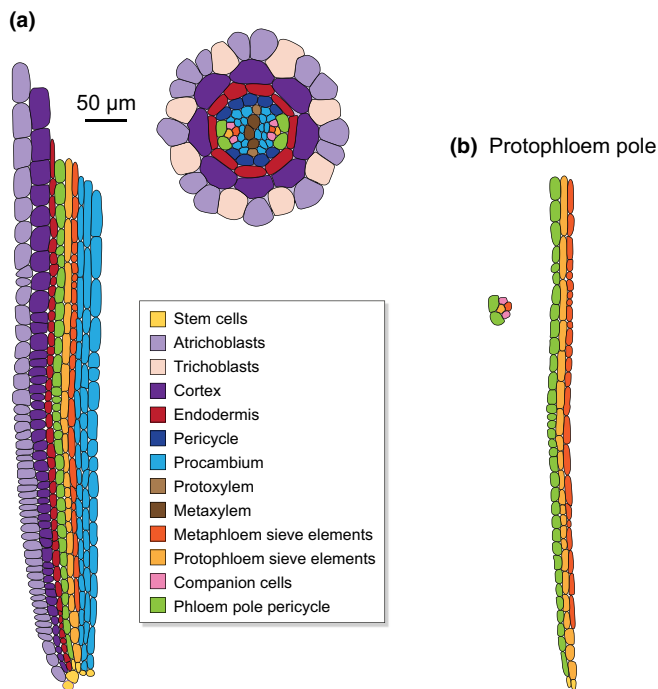 (a)
50 µm
(b) Protophloem pole
Stem cells
Atrichoblasts
Trichoblasts
Cortex
Endodermis
Pericycle
Procambium
Protoxylem
Metaxylem
Metaphloem sieve elements
Protophloem sieve elements
Companion cells
Phloem pole pericycle